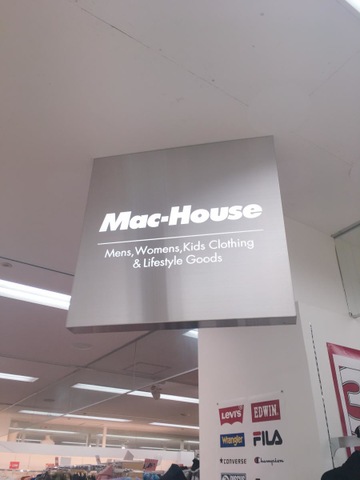 Mac-House
Mens, Womens, Kids Clothing
& Lifestyle Goods
Levi's EDWIN
Wrangler FILA
CONVERSE Champion